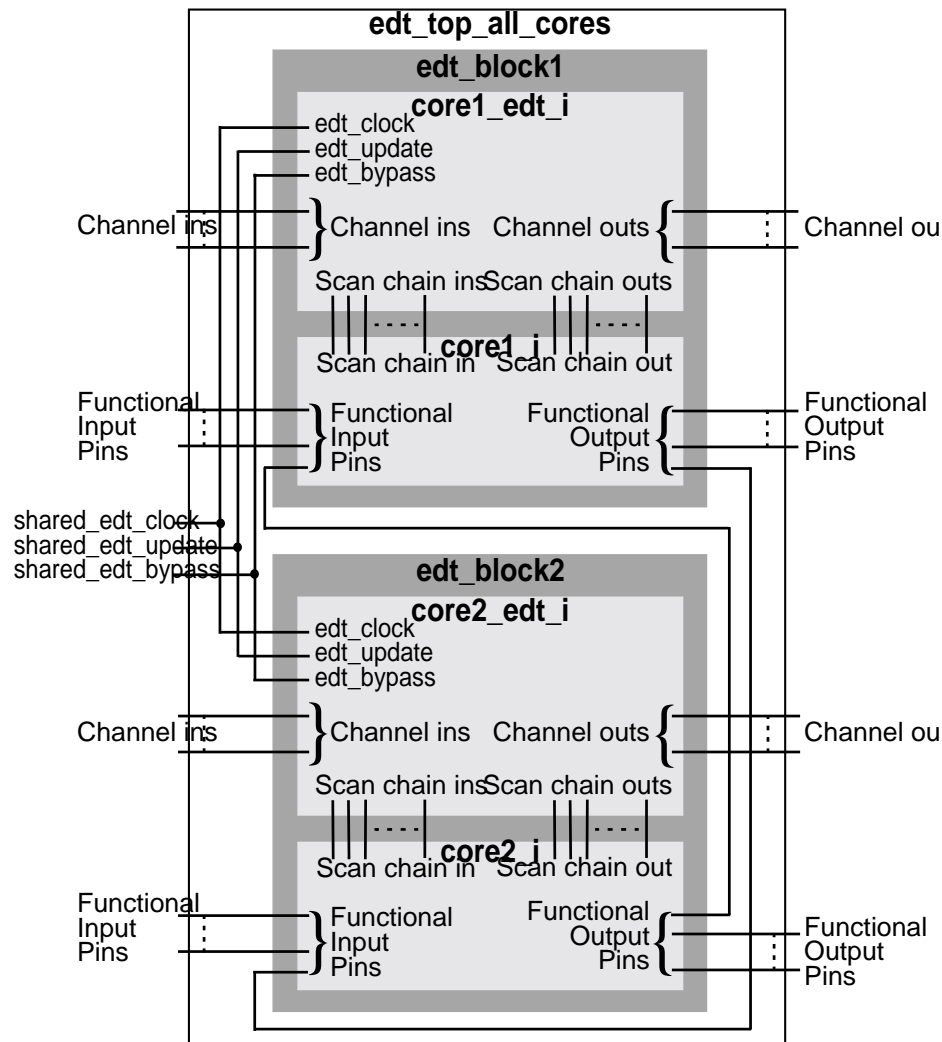 edt_top_all_cores
edt_block1
core1_edt_i
edt_clock
edt_update
edt_bypass
Channel ins
Channel ins
Channel outs
Channel ou
Scan chain ins
Scan chain outs
core1_i
Scan chain in
Scan chain out
Functional
Input
Pins
Functional
Input
Pins
Functional
Output
Pins
Functional
Output
Pins
shared_edt_clock
shared_edt_update
shared_edt_bypass
edt_block2
core2_edt_i
edt_clock
edt_update
edt_bypass
Channel ins
Channel ins
Channel outs
Channel ou
Scan chain ins
Scan chain outs
core2_i
Scan chain in
Scan chain out
Functional
Input
Pins
Functional
Input
Pins
Functional
Output
Pins
Functional
Output
Pins